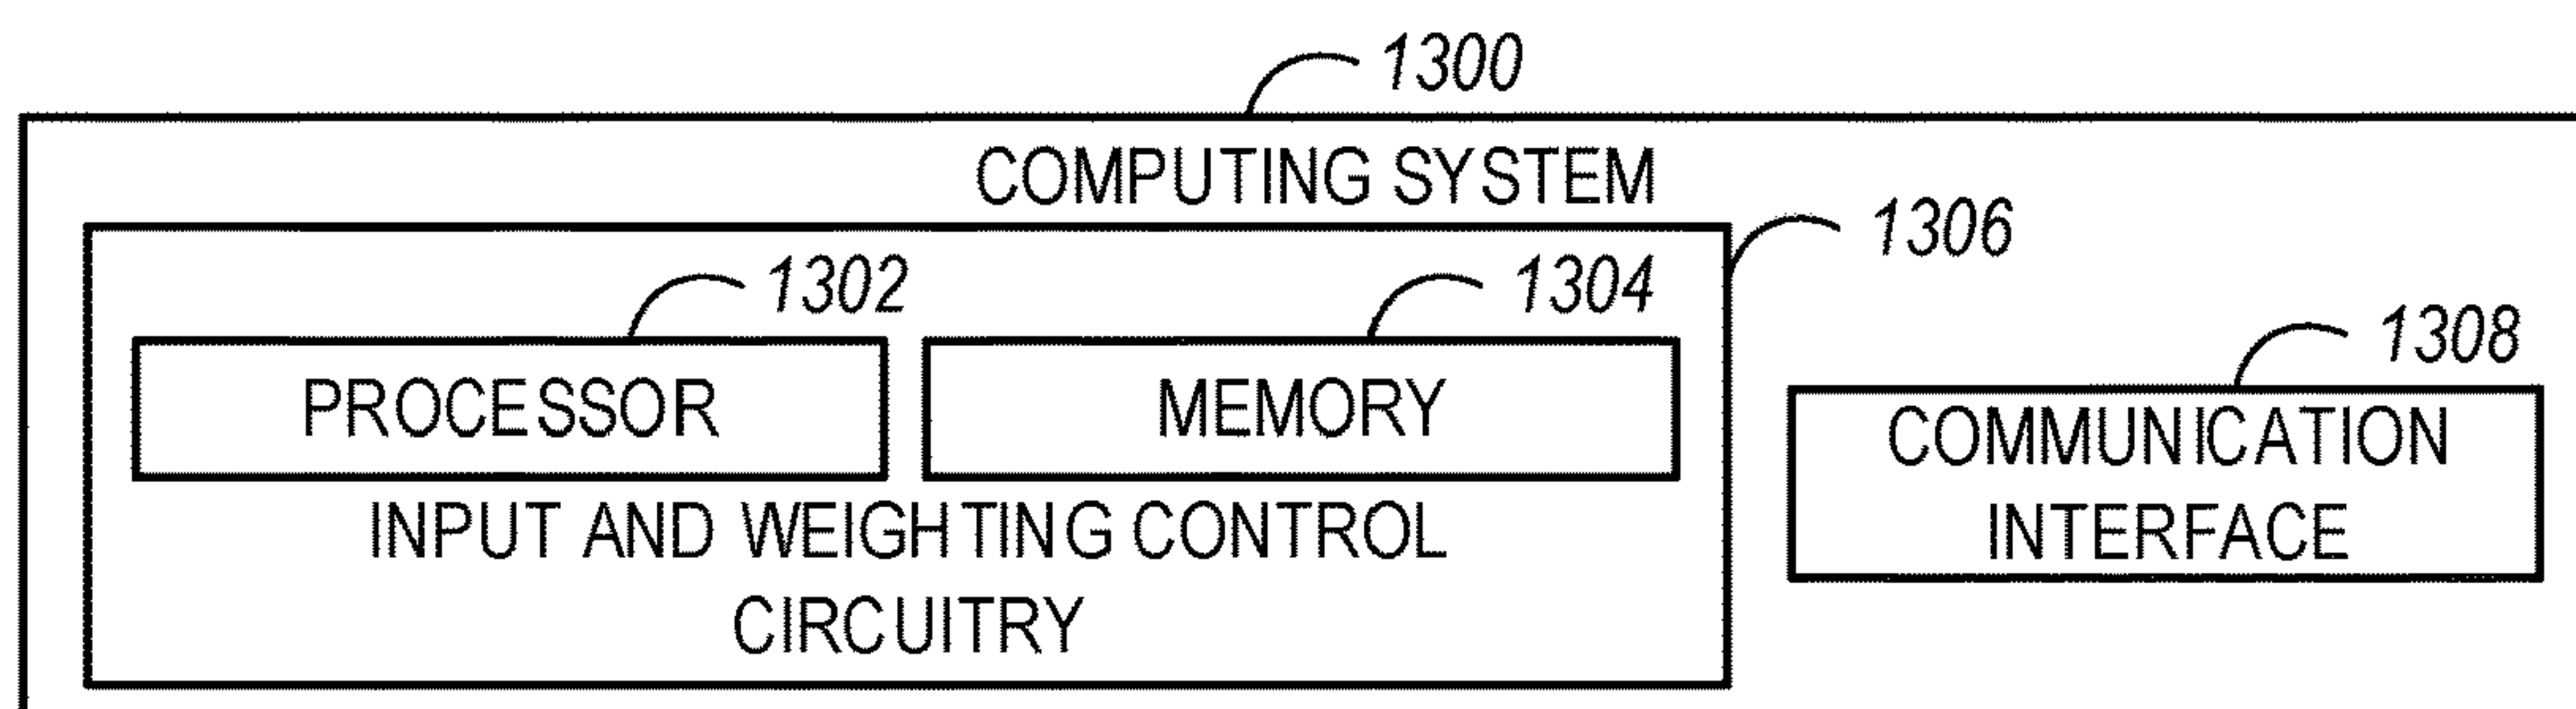 1300
COMPUTING SYSTEM
1306
1302
1304
1308
PROCESSOR
MEMORY
COMMUNICATION
INTERFACE
INPUT AND WEIGHTING CONTROL
CIRCUITRY